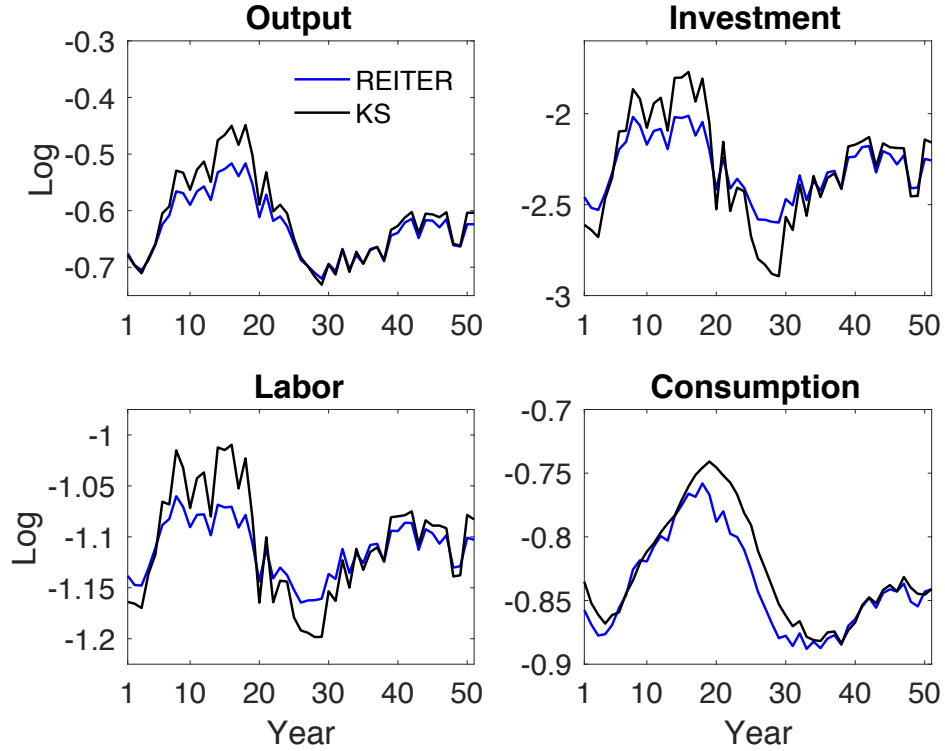 Output
Log
-0.3
-0.4
-0.5
-0.6
-0.7
REITER
KS
1 10 20 30 40 50
Investment
-2
-2.5
-3
1 10 20 30 40 50
Labor
Log
-1
-1.05
-1.1
-1.15
-1.2
1 10 20 30 40 50
Year
Consumption
-0.7
-0.75
-0.8
-0.85
-0.9
1 10 20 30 40 50
Year